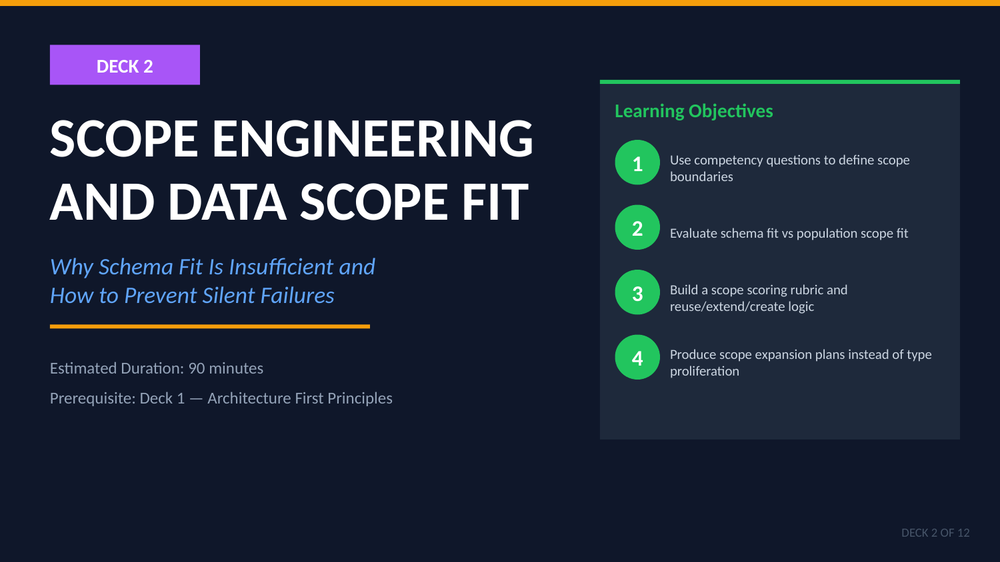 DECK 2
SCOPE ENGINEERING
AND DATA SCOPE FIT
Why Schema Fit Is Insufficient and
How to Prevent Silent Failures
Estimated Duration: 90 minutes
Prerequisite: Deck 1 — Architecture First Principles
Learning Objectives
1
Use competency questions to define scope
boundaries
2
Evaluate schema fit vs population scope fit
3
Build a scope scoring rubric and
reuse/extend/create logic
4
Produce scope expansion plans instead of type
proliferation
DECK 2 OF 12